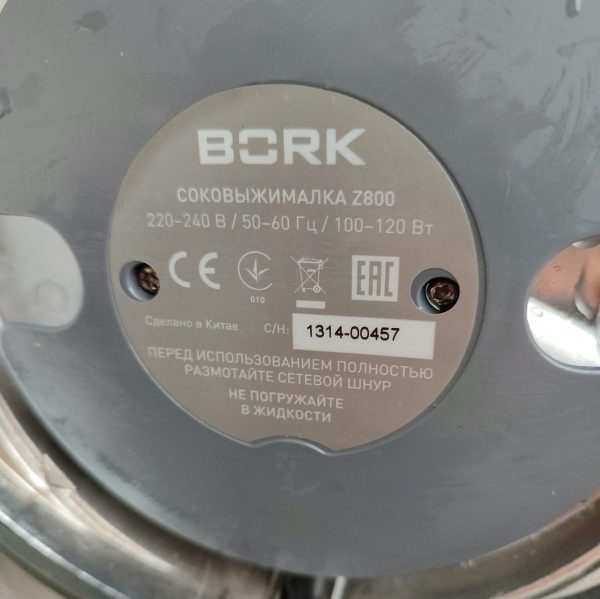 BORK
СОКОВЫЖИМАЛКА Z800
220–240 В / 50–60 Гц / 100–120 Вт
CE
010
EAC
Сделано в Китае С/Н: 1314-00457
ПЕРЕД ИСПОЛЬЗОВАНИЕМ ПОЛНОСТЬЮ
РАЗМОТАЙТЕ СЕТЕВОЙ ШНУР
НЕ ПОГРУЖАЙТЕ
В ЖИДКОСТИ